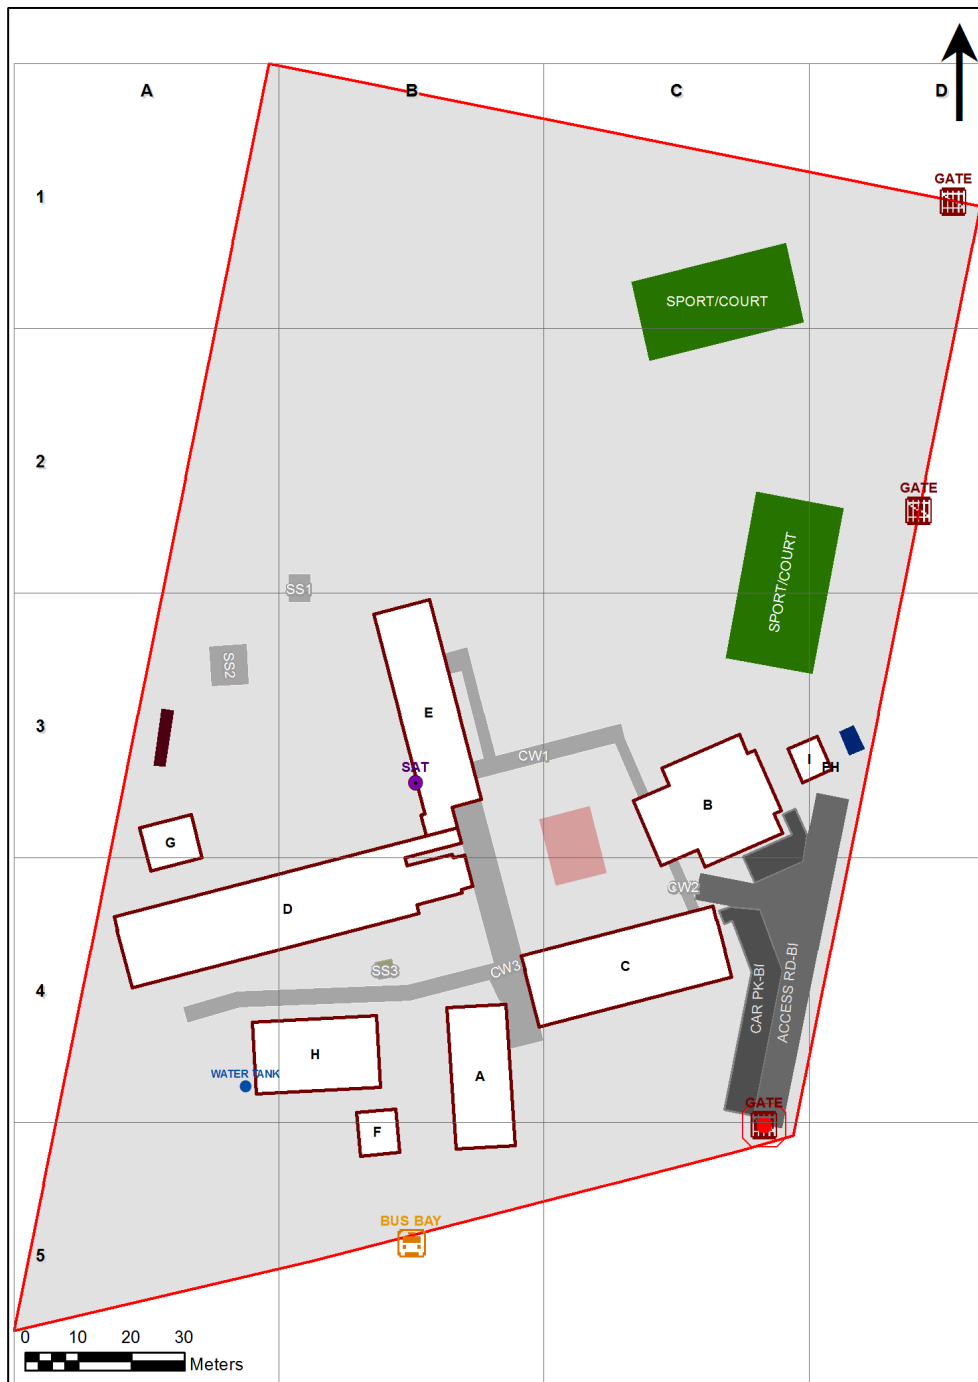 A
B
C
D
GATE
1
SPORT/COURT
2
GATE
SPORT/COURT
SS1
SS2
3
E
CW1
SAT
I
FH
B
G
CW2
D
C
SS3
CW3
4
CAR PK-BI
ACCESS RD-BI
H
WATER TANK
A
GATE
F
BUS BAY
5
0 10 20 30
Meters